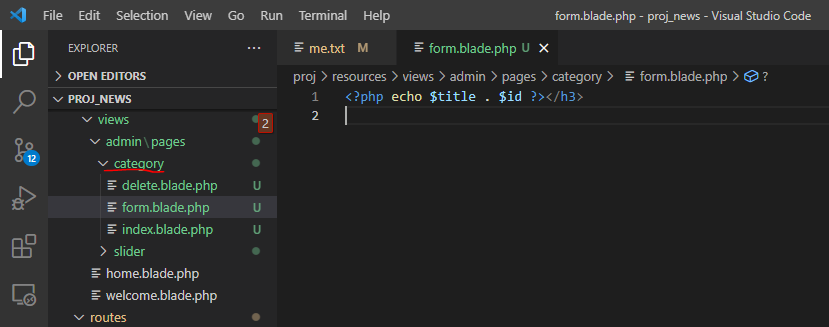 File Edit Selection View Go Run Terminal Help form.blade.php - proj_news - Visual Studio Code
EXPLORER ... me.txt M form.blade.php U
OPEN EDITORS
proj > resources > views > admin > pages > category > form.blade.php > ?
PROJ_NEWS
1 <?php echo $title . $id ?></h3>
2
views
2
admin\pages
category
delete.blade.php U
form.blade.php U
index.blade.php U
slider
home.blade.php
welcome.blade.php
routes
12